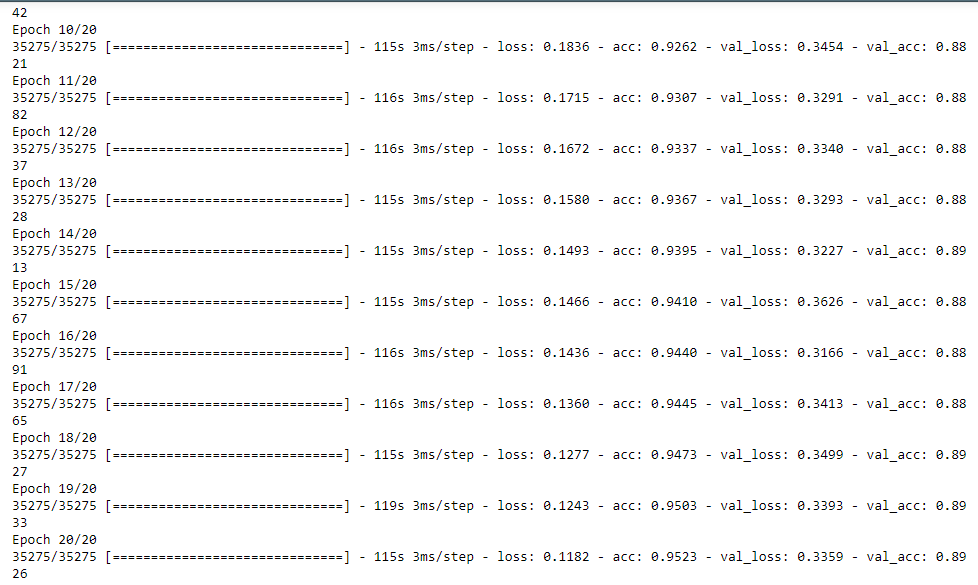 42
Epoch 10/20
35275/35275 [==============================] - 115s 3ms/step - loss: 0.1836 - acc: 0.9262 - val_loss: 0.3454 - val_acc: 0.88
21
Epoch 11/20
35275/35275 [==============================] - 116s 3ms/step - loss: 0.1715 - acc: 0.9307 - val_loss: 0.3291 - val_acc: 0.88
82
Epoch 12/20
35275/35275 [==============================] - 116s 3ms/step - loss: 0.1672 - acc: 0.9337 - val_loss: 0.3340 - val_acc: 0.88
37
Epoch 13/20
35275/35275 [==============================] - 115s 3ms/step - loss: 0.1580 - acc: 0.9367 - val_loss: 0.3293 - val_acc: 0.88
28
Epoch 14/20
35275/35275 [==============================] - 115s 3ms/step - loss: 0.1493 - acc: 0.9395 - val_loss: 0.3227 - val_acc: 0.89
13
Epoch 15/20
35275/35275 [==============================] - 115s 3ms/step - loss: 0.1466 - acc: 0.9410 - val_loss: 0.3626 - val_acc: 0.88
67
Epoch 16/20
35275/35275 [==============================] - 116s 3ms/step - loss: 0.1436 - acc: 0.9440 - val_loss: 0.3166 - val_acc: 0.88
91
Epoch 17/20
35275/35275 [==============================] - 116s 3ms/step - loss: 0.1360 - acc: 0.9445 - val_loss: 0.3413 - val_acc: 0.88
65
Epoch 18/20
35275/35275 [==============================] - 115s 3ms/step - loss: 0.1277 - acc: 0.9473 - val_loss: 0.3499 - val_acc: 0.89
27
Epoch 19/20
35275/35275 [==============================] - 119s 3ms/step - loss: 0.1243 - acc: 0.9503 - val_loss: 0.3393 - val_acc: 0.89
33
Epoch 20/20
35275/35275 [==============================] - 115s 3ms/step - loss: 0.1182 - acc: 0.9523 - val_loss: 0.3359 - val_acc: 0.89
26